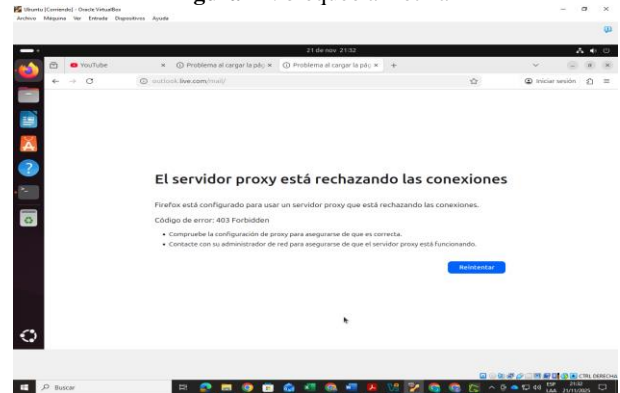 Ubuntu [Corriendo] - Oracle VirtualBox
Archivo Máquina Ver Entrada Dispositivos Ayuda
21 de nov 21:32
YouTube
Problema al cargar la pág
Problema al cargar la pág
outlook.live.com/mail/
Iniciar sesión
El servidor proxy está rechazando las conexiones
Firefox está configurado para usar un servidor proxy que está rechazando las conexiones.
Código de error: 403 Forbidden
• Compruebe la configuración de proxy para asegurarse de que es correcta.
• Contacte con su administrador de red para asegurarse de que el servidor proxy está funcionando.
Reintentar
CTRL DERECHA
Buscar
ESP
LAA
21:32
21/11/2025